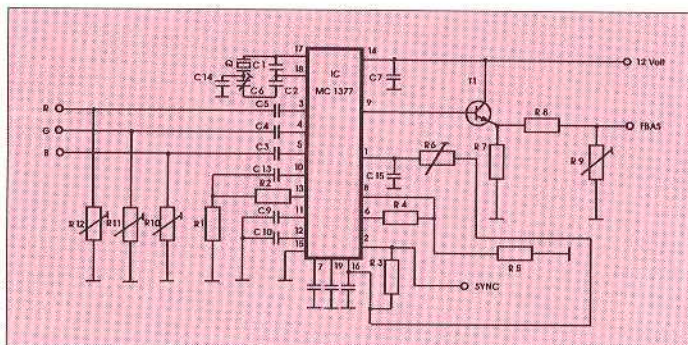 17
14
Q
C1
IC
MC 1377
12 Volt
C14
18
C7
T1
C6
C2
R
C5
3
9
R8
FBAS
G
C4
4
R7
R9
B
C3
5
1
R6
C13
10
C15
R2
13
8
R4
R12
R11
R10
R1
C9
11
6
C10
12
2
R5
15
7
19
16
R3
SYNC